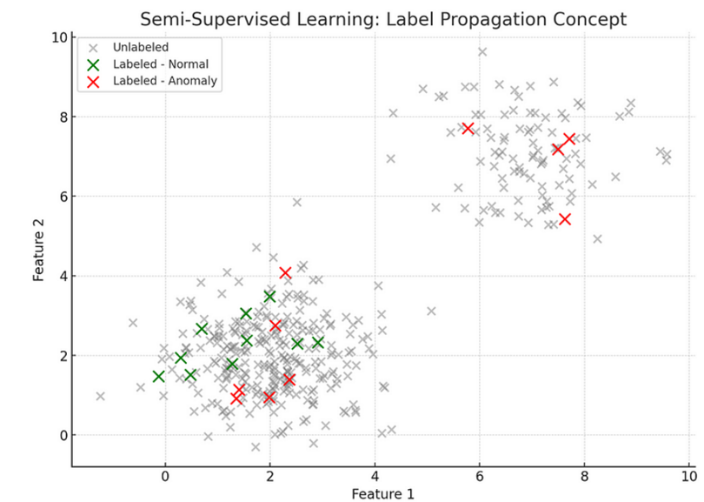 Semi-Supervised Learning: Label Propagation Concept
Unlabeled
Labeled - Normal
Labeled - Anomaly
10
8
6
4
2
0
Feature 2
0 2 4 6 8 10
Feature 1